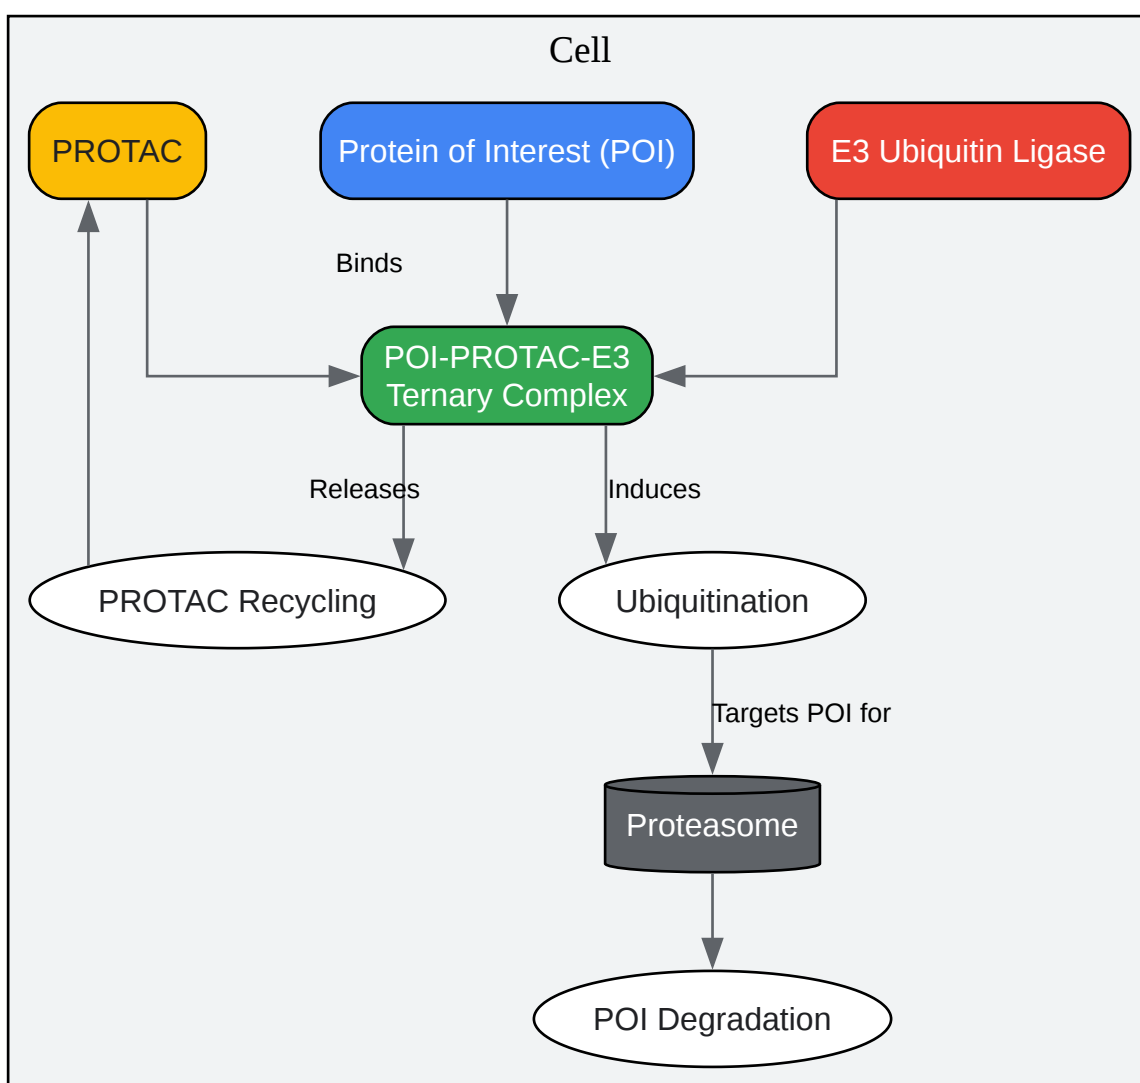 Cell
PROTAC
Protein of Interest (POI)
E3 Ubiquitin Ligase
Binds
POI-PROTAC-E3
Ternary Complex
Releases
Induces
PROTAC Recycling
Ubiquitination
Targets POI for
Proteasome
POI Degradation